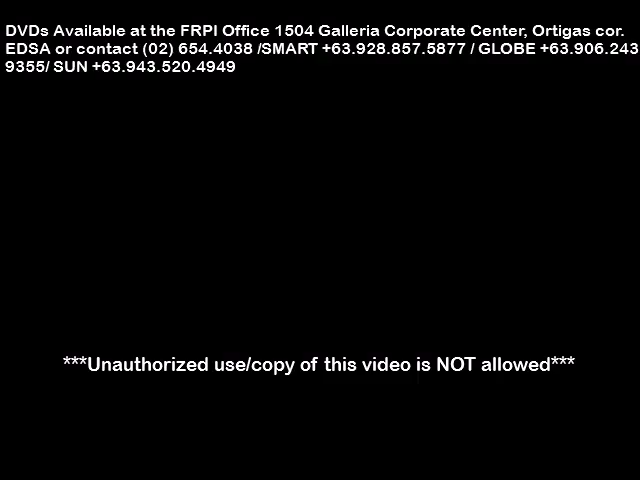 DVDs Available at the FRPI Office 1504 Galleria Corporate Center, Ortigas cor.
EDSA or contact (02) 654.4038 /SMART +63.928.857.5877 / GLOBE +63.906.243
9355/ SUN +63.943.520.4949
***Unauthorized use/copy of this video is NOT allowed***